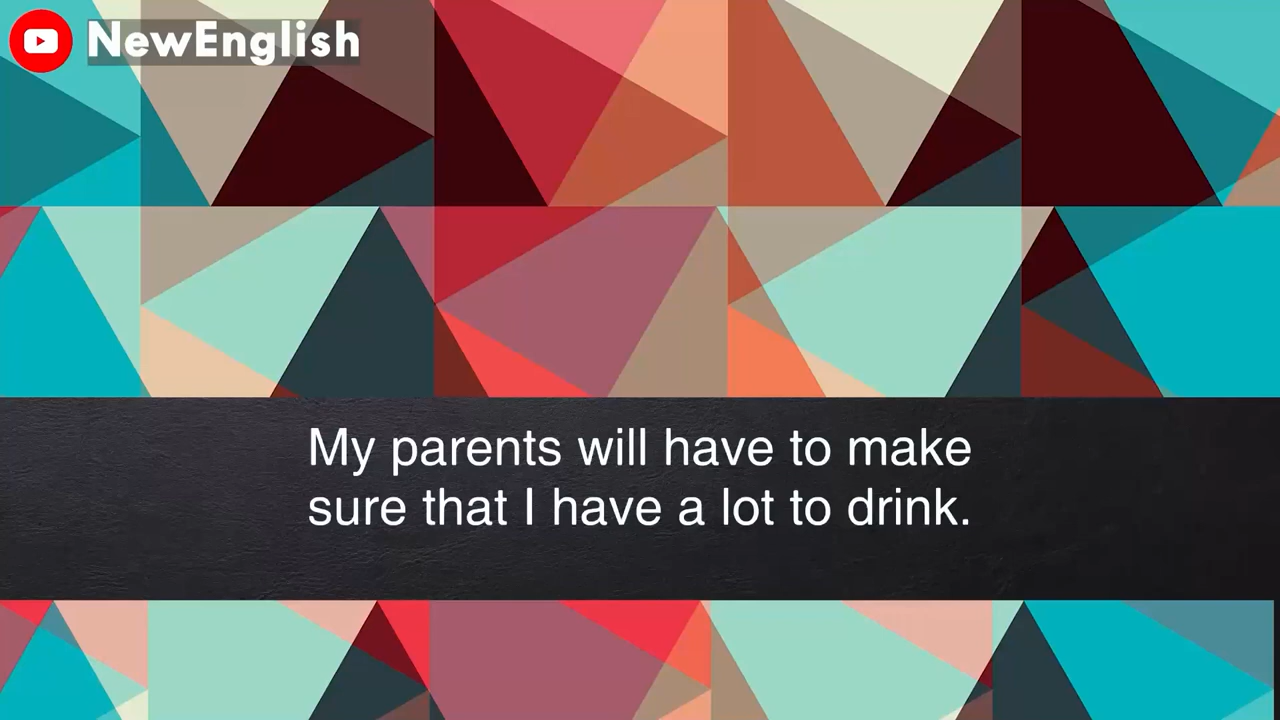 NewEnglish
My parents will have to make
sure that I have a lot to drink.